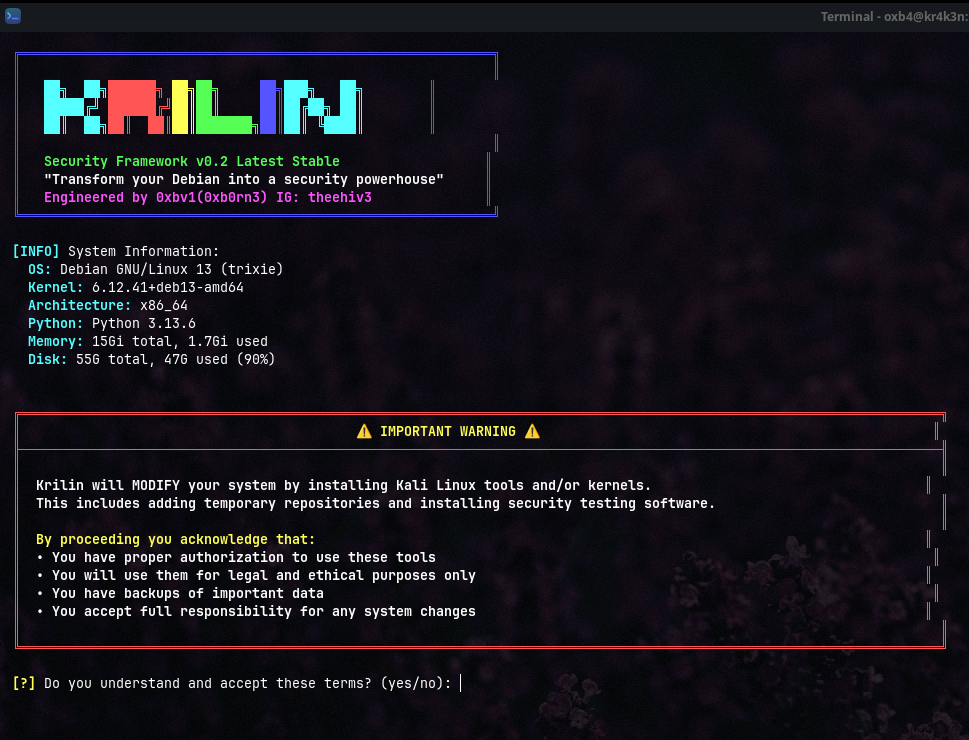 Terminal - oxb4@kr4k3n:
KRILIN
Security Framework v0.2 Latest Stable
"Transform your Debian into a security powerhouse"
Engineered by 0xbv1(0xb0rn3) IG: theehiv3
[INFO] System Information:
OS: Debian GNU/Linux 13 (trixie)
Kernel: 6.12.41+deb13-amd64
Architecture: x86_64
Python: Python 3.13.6
Memory: 15Gi total, 1.7Gi used
Disk: 55G total, 47G used (90%)
⚠️ IMPORTANT WARNING ⚠️
Krilin will MODIFY your system by installing Kali Linux tools and/or kernels.
This includes adding temporary repositories and installing security testing software.
By proceeding you acknowledge that:
• You have proper authorization to use these tools
• You will use them for legal and ethical purposes only
• You have backups of important data
• You accept full responsibility for any system changes
[?] Do you understand and accept these terms? (yes/no):